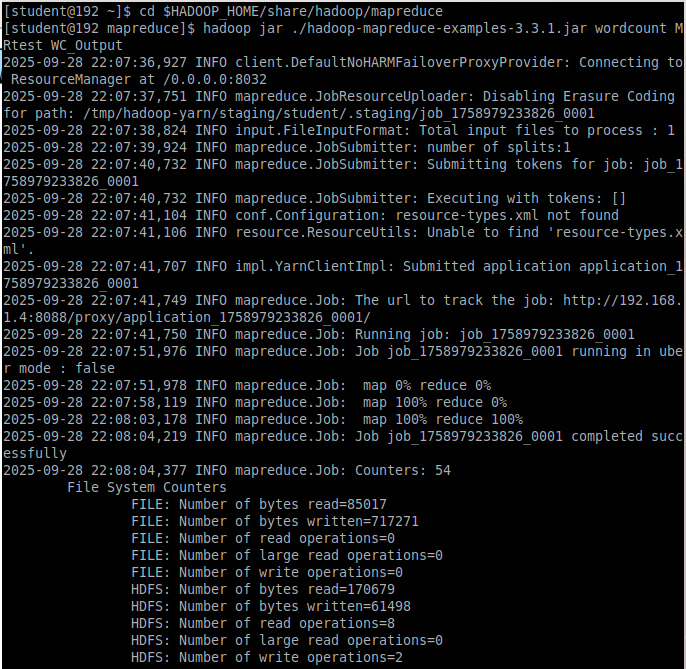 [student@192 ~]$ cd $HADOOP_HOME/share/hadoop/mapreduce
[student@192 mapreduce]$ hadoop jar ./hadoop-mapreduce-examples-3.3.1.jar wordcount M
Rtest WC_Output
2025-09-28 22:07:36,927 INFO client.DefaultNoHARMFailoverProxyProvider: Connecting to
 ResourceManager at /0.0.0.0:8032
2025-09-28 22:07:37,751 INFO mapreduce.JobResourceUploader: Disabling Erasure Coding
for path: /tmp/hadoop-yarn/staging/student/.staging/job_1758979233826_0001
2025-09-28 22:07:38,824 INFO input.FileInputFormat: Total input files to process : 1
2025-09-28 22:07:39,924 INFO mapreduce.JobSubmitter: number of splits:1
2025-09-28 22:07:40,732 INFO mapreduce.JobSubmitter: Submitting tokens for job: job_1
758979233826_0001
2025-09-28 22:07:40,732 INFO mapreduce.JobSubmitter: Executing with tokens: []
2025-09-28 22:07:41,104 INFO conf.Configuration: resource-types.xml not found
2025-09-28 22:07:41,106 INFO resource.ResourceUtils: Unable to find 'resource-types.x
ml'.
2025-09-28 22:07:41,707 INFO impl.YarnClientImpl: Submitted application application_1
758979233826_0001
2025-09-28 22:07:41,749 INFO mapreduce.Job: The url to track the job: http://192.168.
1.4:8088/proxy/application_1758979233826_0001/
2025-09-28 22:07:41,750 INFO mapreduce.Job: Running job: job_1758979233826_0001
2025-09-28 22:07:51,976 INFO mapreduce.Job: Job job_1758979233826_0001 running in ube
r mode : false
2025-09-28 22:07:51,978 INFO mapreduce.Job:  map 0% reduce 0%
2025-09-28 22:07:58,119 INFO mapreduce.Job:  map 100% reduce 0%
2025-09-28 22:08:03,178 INFO mapreduce.Job:  map 100% reduce 100%
2025-09-28 22:08:04,219 INFO mapreduce.Job: Job job_1758979233826_0001 completed succ
essfully
2025-09-28 22:08:04,377 INFO mapreduce.Job: Counters: 54
        File System Counters
                FILE: Number of bytes read=85017
                FILE: Number of bytes written=717271
                FILE: Number of read operations=0
                FILE: Number of large read operations=0
                FILE: Number of write operations=0
                HDFS: Number of bytes read=170679
                HDFS: Number of bytes written=61498
                HDFS: Number of read operations=8
                HDFS: Number of large read operations=0
                HDFS: Number of write operations=2